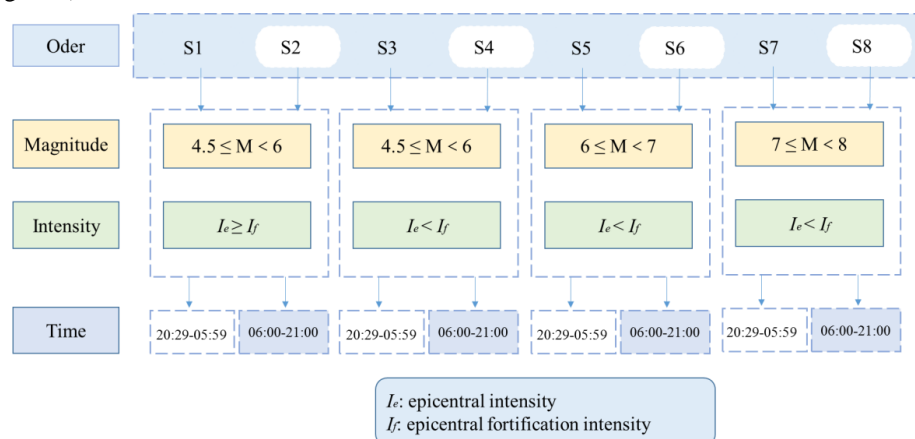 Oder S1 S2 S3 S4 S5 S6 S7 S8
Magnitude 4.5 ≤ M < 6 4.5 ≤ M < 6 6 ≤ M < 7 7 ≤ M < 8
Intensity Ie ≥ If Ie < If Ie < If Ie < If
Time 20:29-05:59 06:00-21:00 20:29-05:59 06:00-21:00 20:29-05:59 06:00-21:00 20:29-05:59 06:00-21:00
Ie: epicentral intensity
If: epicentral fortification intensity